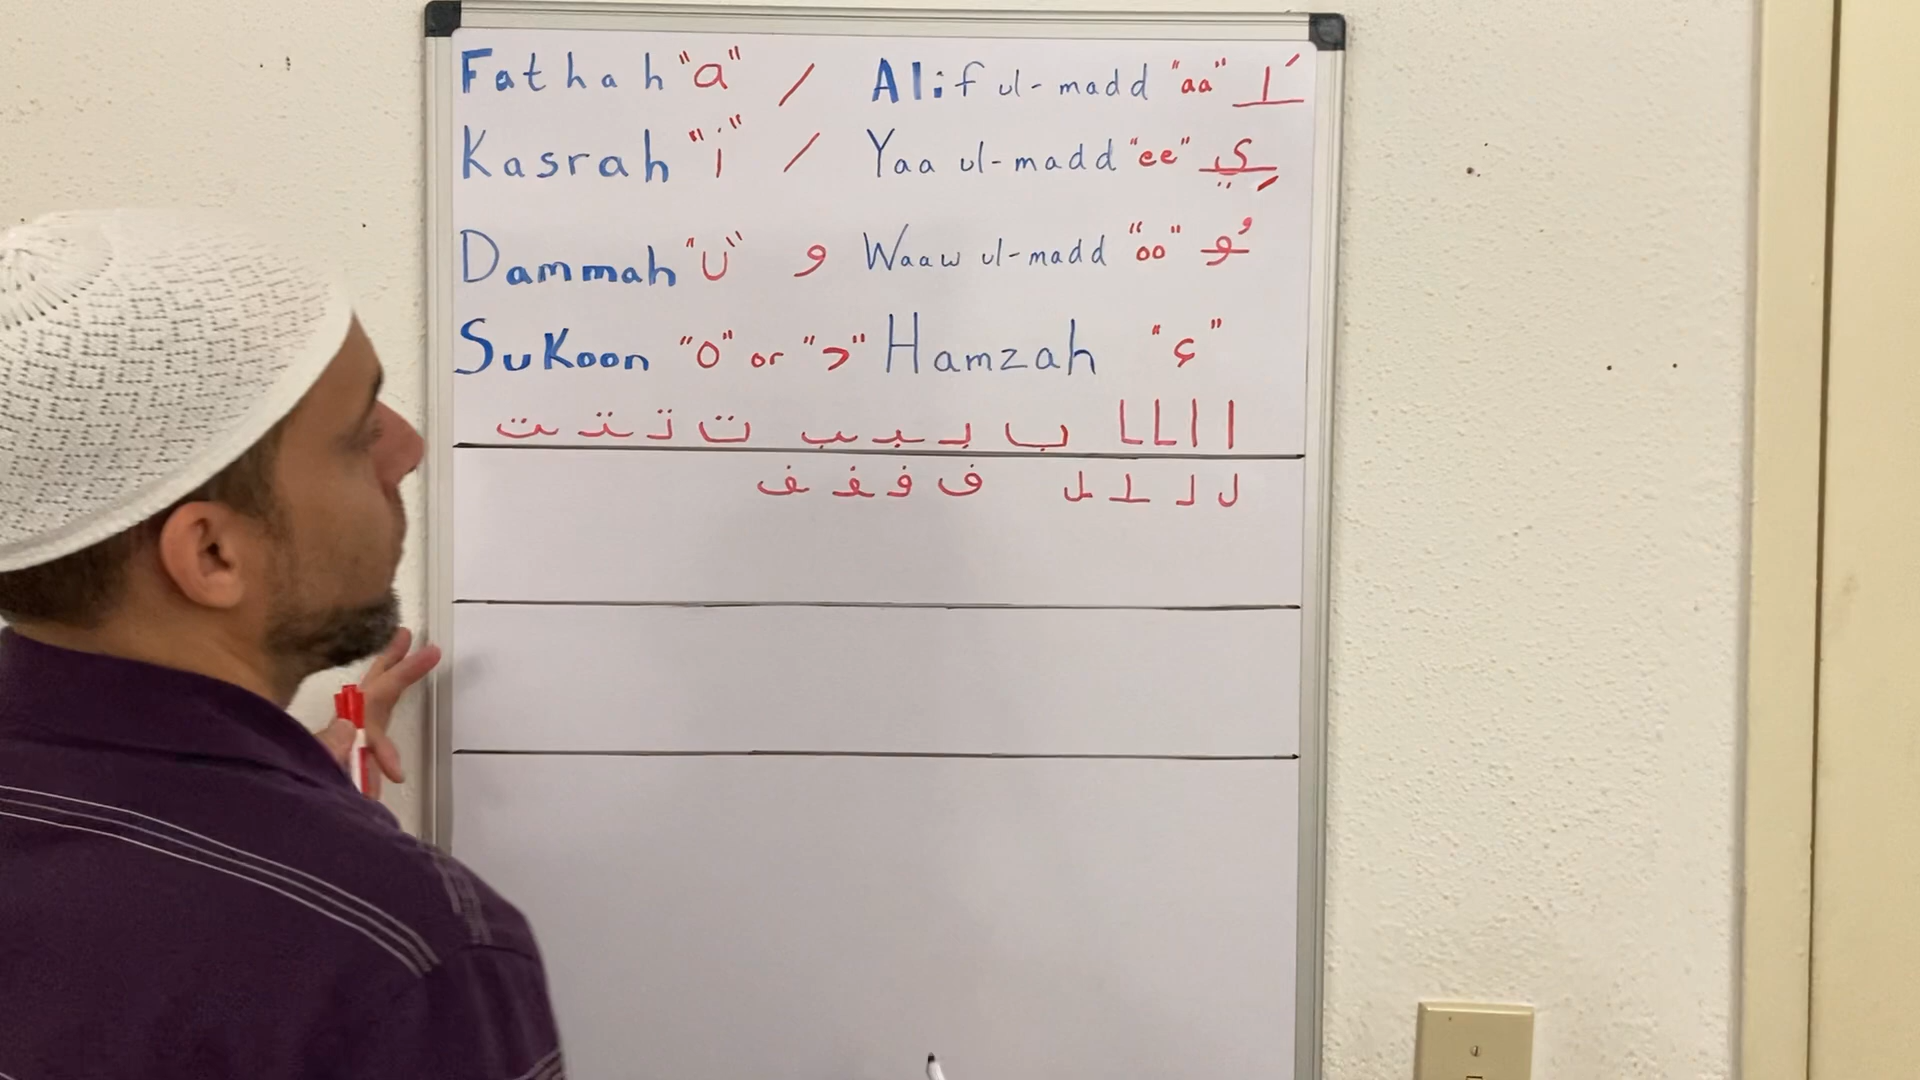 Fathah "a" / Alif ul-madd "aa" ـَا
Kasrah "i" / Yaa ul-madd "ee" ـِي
Dammah "u" و Waaw ul-madd "oo" ـُو
Sukoon "o" or "د" Hamzah "ء"
ا ا ـا ـا ب بـ ـبـ ـب ت تـ ـتـ ـت
ل لـ ـلـ ـل ف فـ ـفـ ـف